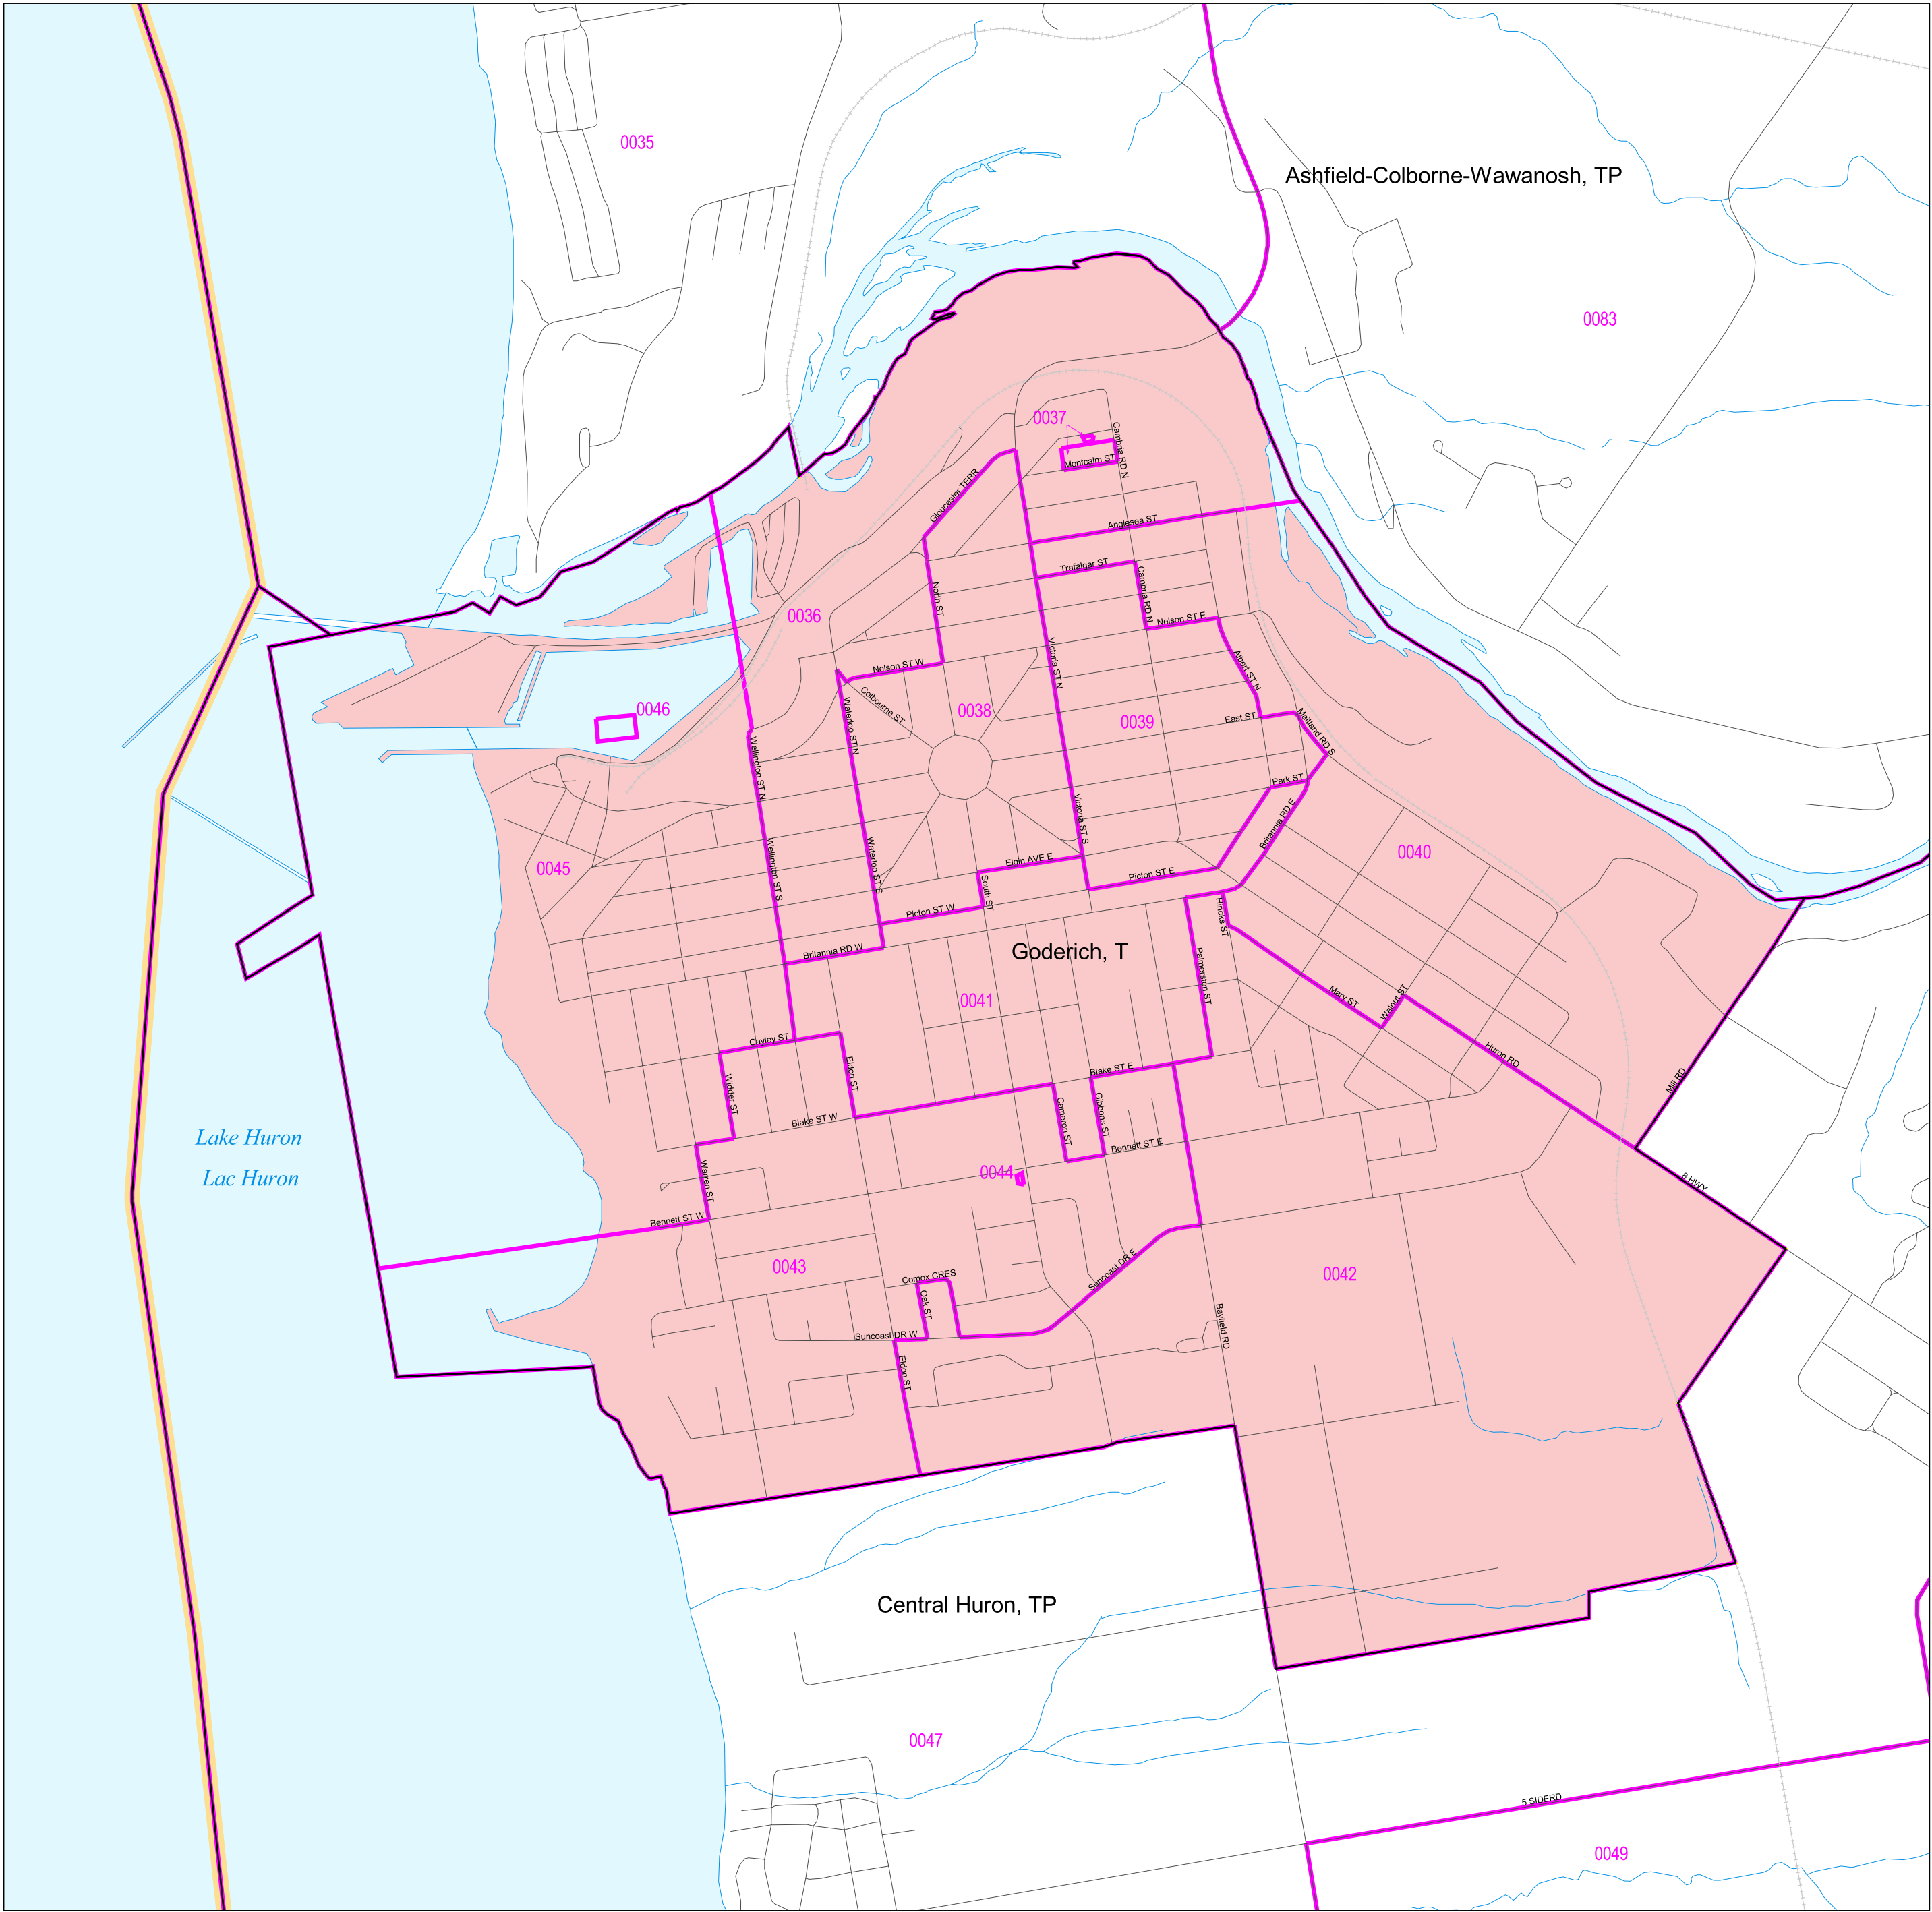 0035
Ashfield-Colborne-Wawanosh, TP
0083
0037
Cambria RD N
Montcalm ST
Gloucester TERR
Anglesea ST
Trafalgar ST
Cambria RD N
North ST
0036
Nelson ST E
Victoria ST N
Albert ST N
Nelson ST W
Colbourne ST
0046
Waterloo ST N
0038
0039
East ST
Maitland RD S
Wellington ST N
Park ST
Victoria ST S
Britannia RD E
0040
Wellington ST S
Waterloo ST S
Elgin AVE E
0045
Picton ST E
South ST
Picton ST W
Hincks ST
Britannia RD W
Goderich, T
Palmerston ST
0041
Mary ST
Walnut ST
Cayley ST
Huron RD
Eldon ST
Blake ST E
Mill RD
Widder ST
Gibbons ST
Cameron ST
Blake ST W
Lake Huron
Lac Huron
Bennett ST E
0044
Warren ST
8 HWY
Bennett ST W
0043
Comox CRES
Suncoast DR E
0042
Oak ST
Suncoast DR W
Bayfield RD
Eldon ST
Central Huron, TP
0047
5 SIDERD
0049